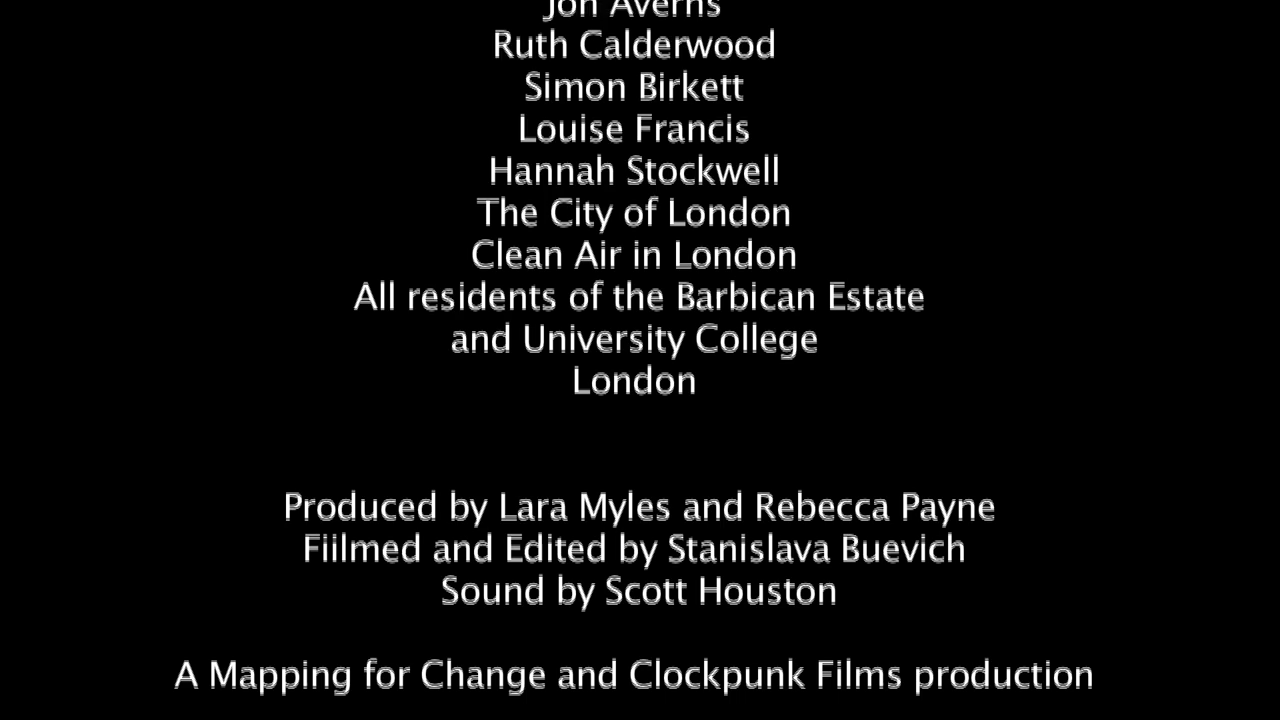 Jon Averns
Ruth Calderwood
Simon Birkett
Louise Francis
Hannah Stockwell
The City of London
Clean Air in London
All residents of the Barbican Estate
and University College
London
Produced by Lara Myles and Rebecca Payne
Fiilmed and Edited by Stanislava Buevich
Sound by Scott Houston
A Mapping for Change and Clockpunk Films production